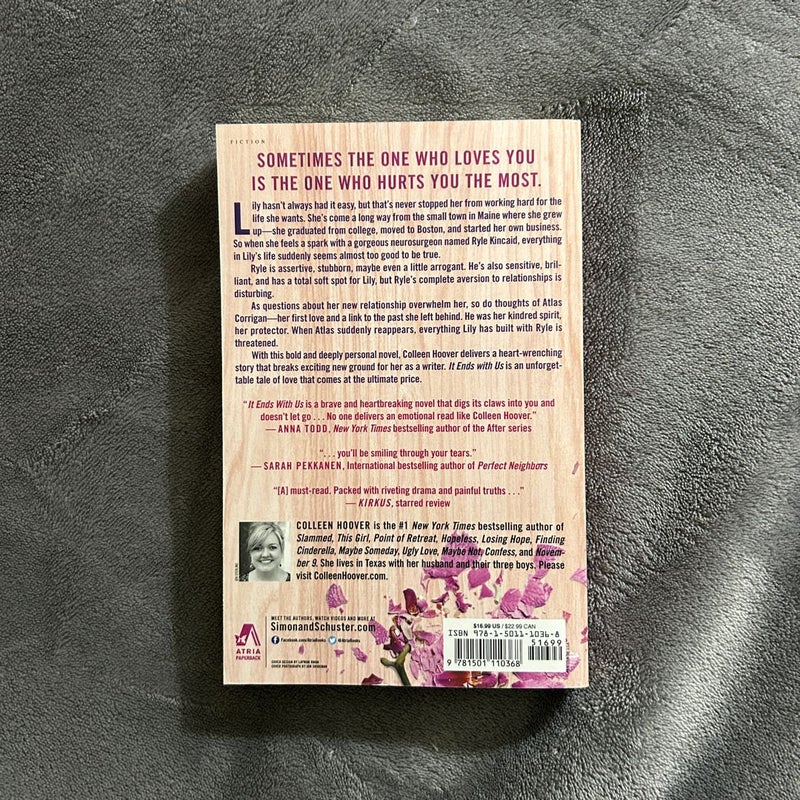 FICTION
SOMETIMES THE ONE WHO LOVES YOU
IS THE ONE WHO HURTS YOU THE MOST.
Lily hasn't always had it easy, but that's never stopped her from working hard for the
life she wants. She's come a long way from the small town in Maine where she grew
up—she graduated from college, moved to Boston, and started her own business.
So when she feels a spark with a gorgeous neurosurgeon named Ryle Kincaid, everything
in Lily's life suddenly seems almost too good to be true.
Ryle is assertive, stubborn, maybe even a little arrogant. He's also sensitive, bril-
liant, and has a total soft spot for Lily, but Ryle's complete aversion to relationships is
disturbing.
As questions about her new relationship overwhelm her, so do thoughts of Atlas
Corrigan—her first love and a link to the past she left behind. He was her kindred spirit,
her protector. When Atlas suddenly reappears, everything Lily has built with Ryle is
threatened.
With this bold and deeply personal novel, Colleen Hoover delivers a heart-wrenching
story that breaks exciting new ground for her as a writer. It Ends with Us is an unforget-
table tale of love that comes at the ultimate price.
"It Ends With Us is a brave and heartbreaking novel that digs its claws into you and
doesn't let go . . . No one delivers an emotional read like Colleen Hoover."
— ANNA TODD, New York Times bestselling author of the After series
". . . you'll be smiling through your tears."
— SARAH PEKKANEN, International bestselling author of Perfect Neighbors
"[A] must-read. Packed with riveting drama and painful truths . . ."
— KIRKUS, starred review
COLLEEN HOOVER is the #1 New York Times bestselling author of
Slammed, This Girl, Point of Retreat, Hopeless, Losing Hope, Finding
Cinderella, Maybe Someday, Ugly Love, Maybe Not, Confess, and Novem-
ber 9. She lives in Texas with her husband and their three boys. Please
visit ColleenHoover.com.
MEET THE AUTHORS, WATCH VIDEOS AND MORE AT
SimonandSchuster.com
Facebook.com/AtriaBooks @AtriaBooks
ATRIA
PAPERBACK
COVER DESIGN BY LAYWAN KWAN
$16.99 US / $22.99 CAN
ISBN 978-1-5011-1036-8
51699
9 781501 110368